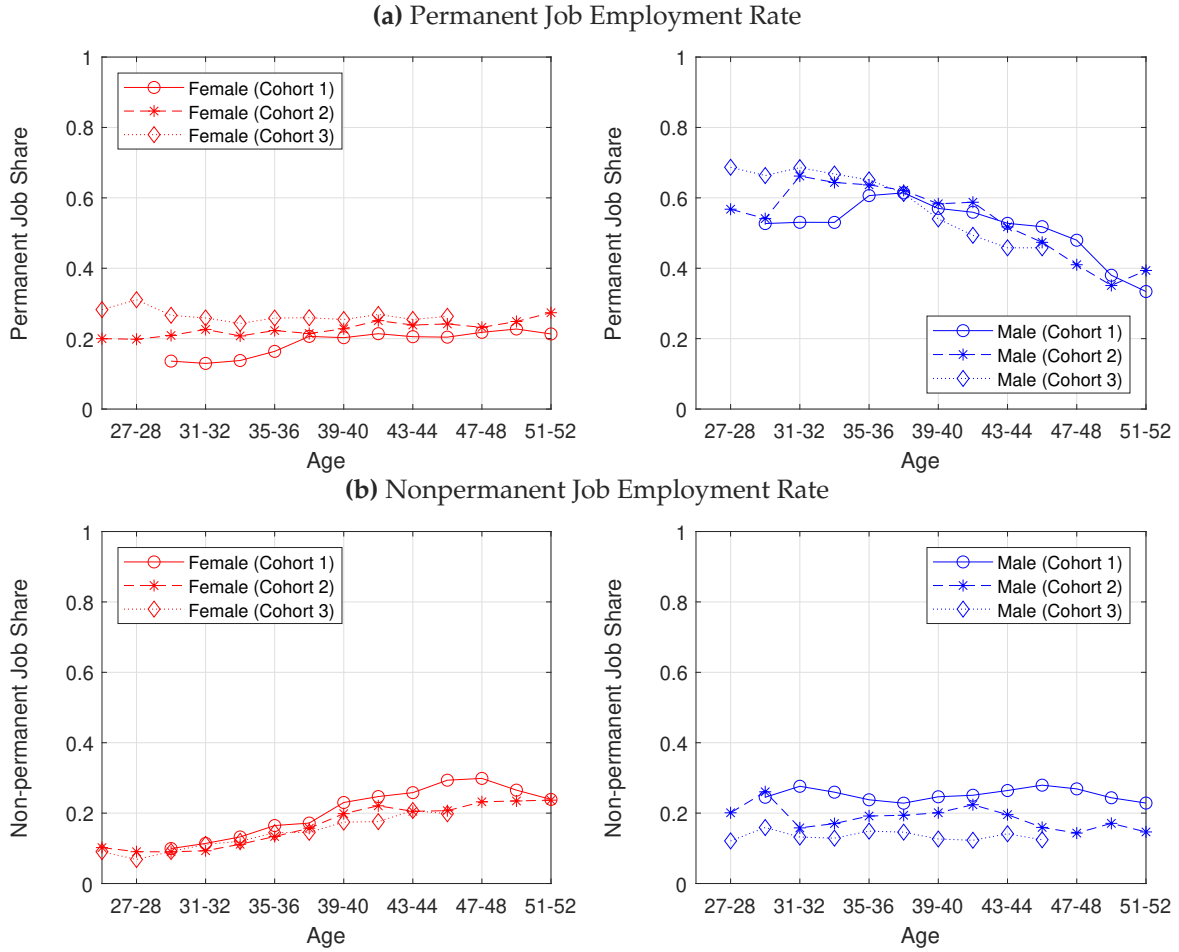 (a) Permanent Job Employment Rate
Permanent Job Share
1
0.8
0.6
0.4
0.2
0
Female (Cohort 1)
Female (Cohort 2)
Female (Cohort 3)
27-28 31-32 35-36 39-40 43-44 47-48 51-52
Age
Permanent Job Share
1
0.8
0.6
0.4
0.2
0
Male (Cohort 1)
Male (Cohort 2)
Male (Cohort 3)
27-28 31-32 35-36 39-40 43-44 47-48 51-52
Age
(b) Nonpermanent Job Employment Rate
Non-permanent Job Share
1
0.8
0.6
0.4
0.2
0
Female (Cohort 1)
Female (Cohort 2)
Female (Cohort 3)
27-28 31-32 35-36 39-40 43-44 47-48 51-52
Age
Non-permanent Job Share
1
0.8
0.6
0.4
0.2
0
Male (Cohort 1)
Male (Cohort 2)
Male (Cohort 3)
27-28 31-32 35-36 39-40 43-44 47-48 51-52
Age